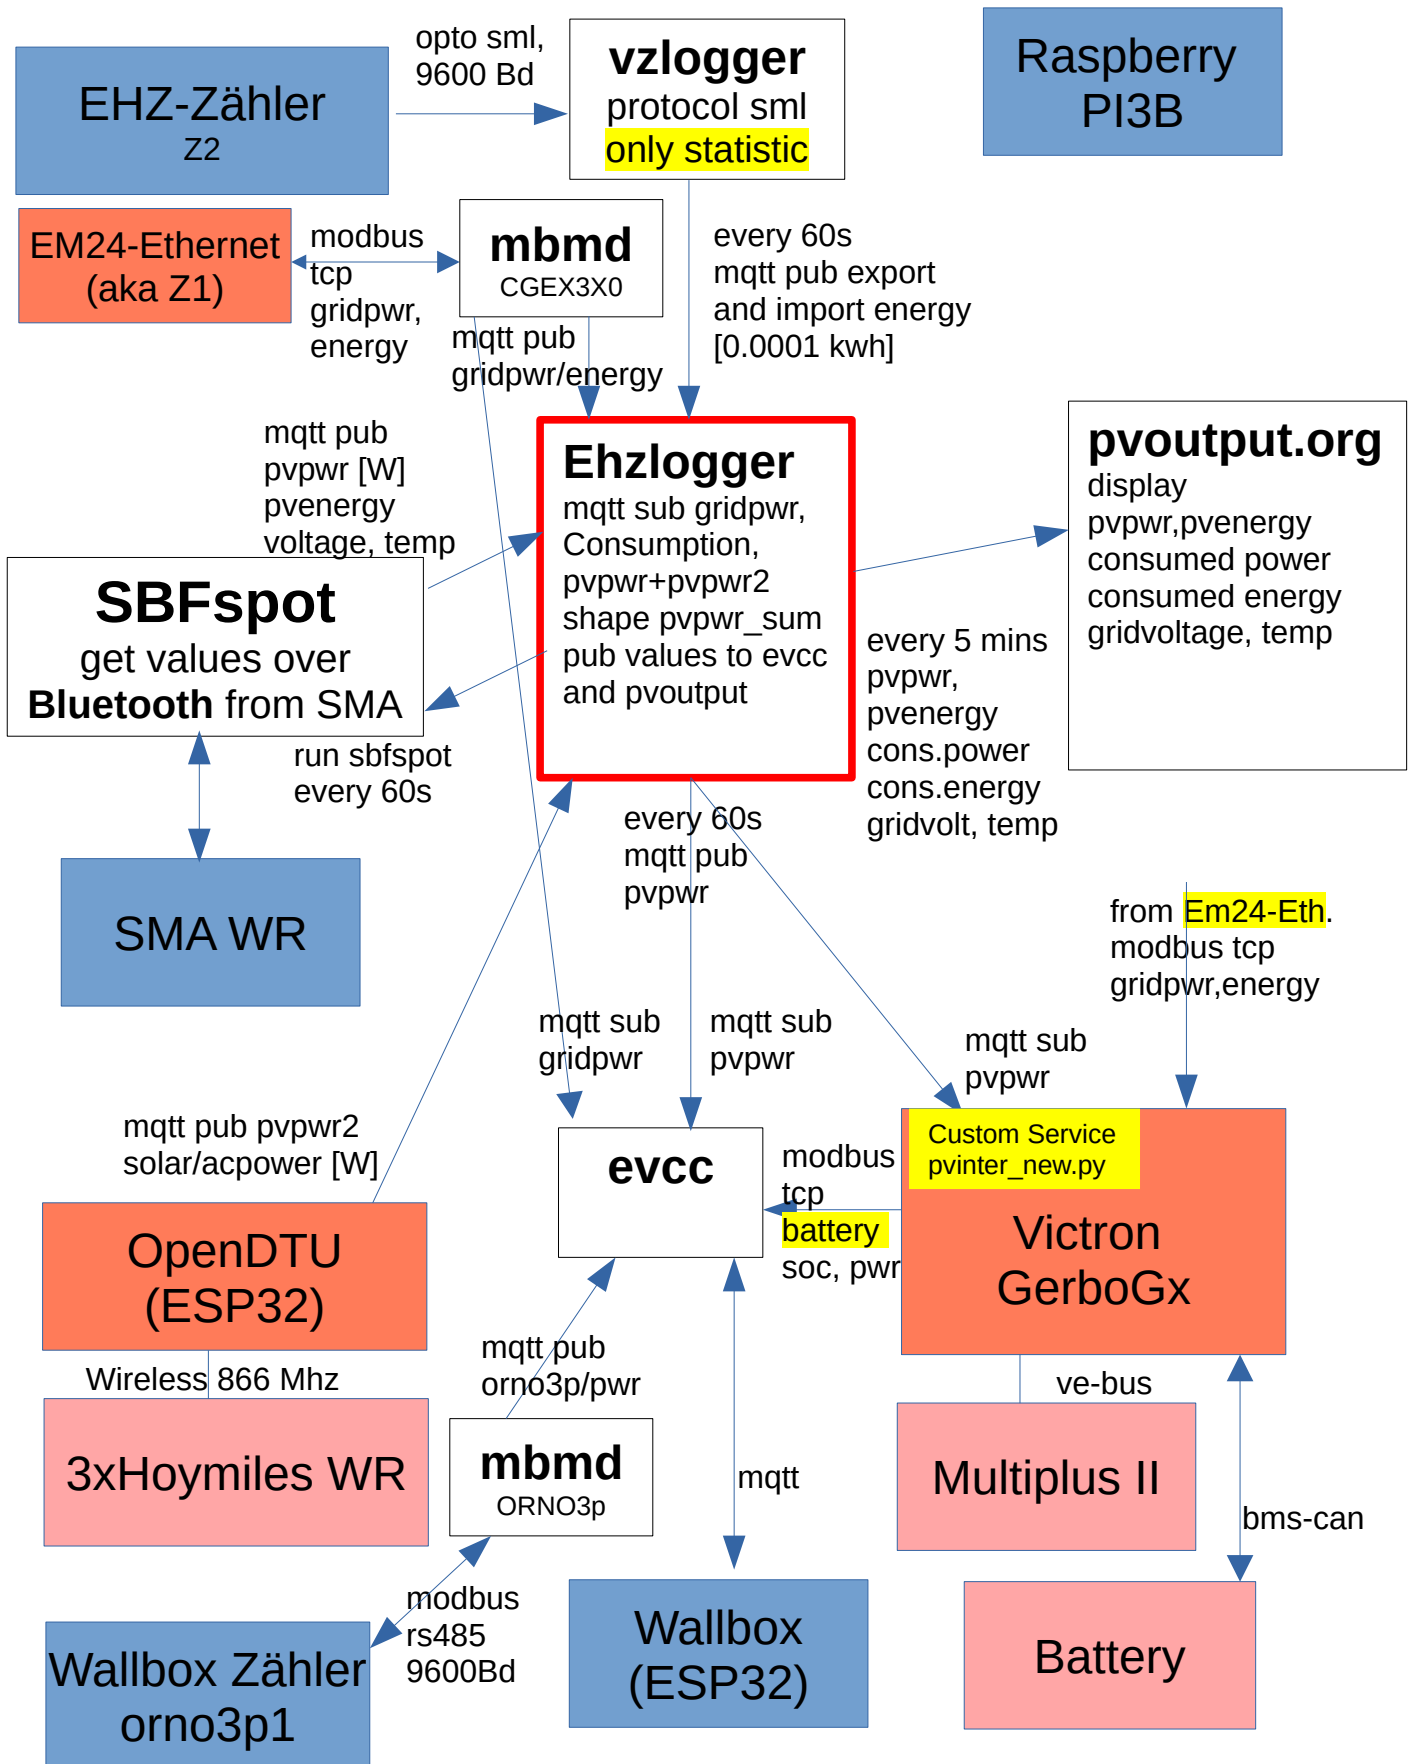 EHZ-Zähler
Z2
opto sml,
9600 Bd
vzlogger
protocol sml
only statistic
Raspberry
PI3B
EM24-Ethernet
(aka Z1)
modbus
tcp
gridpwr,
energy
mbmd
CGEX3X0
every 60s
mqtt pub export
and import energy
[0.0001 kwh]
mqtt pub
gridpwr/energy
mqtt pub
pvpwr [W]
pvenergy
voltage, temp
Ehzlogger
mqtt sub gridpwr,
Consumption,
pvpwr+pvpwr2
shape pvpwr_sum
pub values to evcc
and pvoutput
pvoutput.org
display
pvpwr,pvenergy
consumed power
consumed energy
gridvoltage, temp
SBFspot
get values over
Bluetooth from SMA
run sbfspot
every 60s
every 5 mins
pvpwr,
pvenergy
cons.power
cons.energy
gridvolt, temp
every 60s
mqtt pub
pvpwr
SMA WR
from Em24-Eth.
modbus tcp
gridpwr,energy
mqtt sub
gridpwr
mqtt sub
pvpwr
mqtt sub
pvpwr
mqtt pub pvpwr2
solar/acpower [W]
evcc
modbus
tcp
battery
soc, pwr
Custom Service
pvinter_new.py
Victron
GerboGx
OpenDTU
(ESP32)
Wireless 866 Mhz
3xHoymiles WR
mqtt pub
orno3p/pwr
mbmd
ORNO3p
mqtt
ve-bus
Multiplus II
bms-can
modbus
rs485
9600Bd
Wallbox Zähler
orno3p1
Wallbox
(ESP32)
Battery